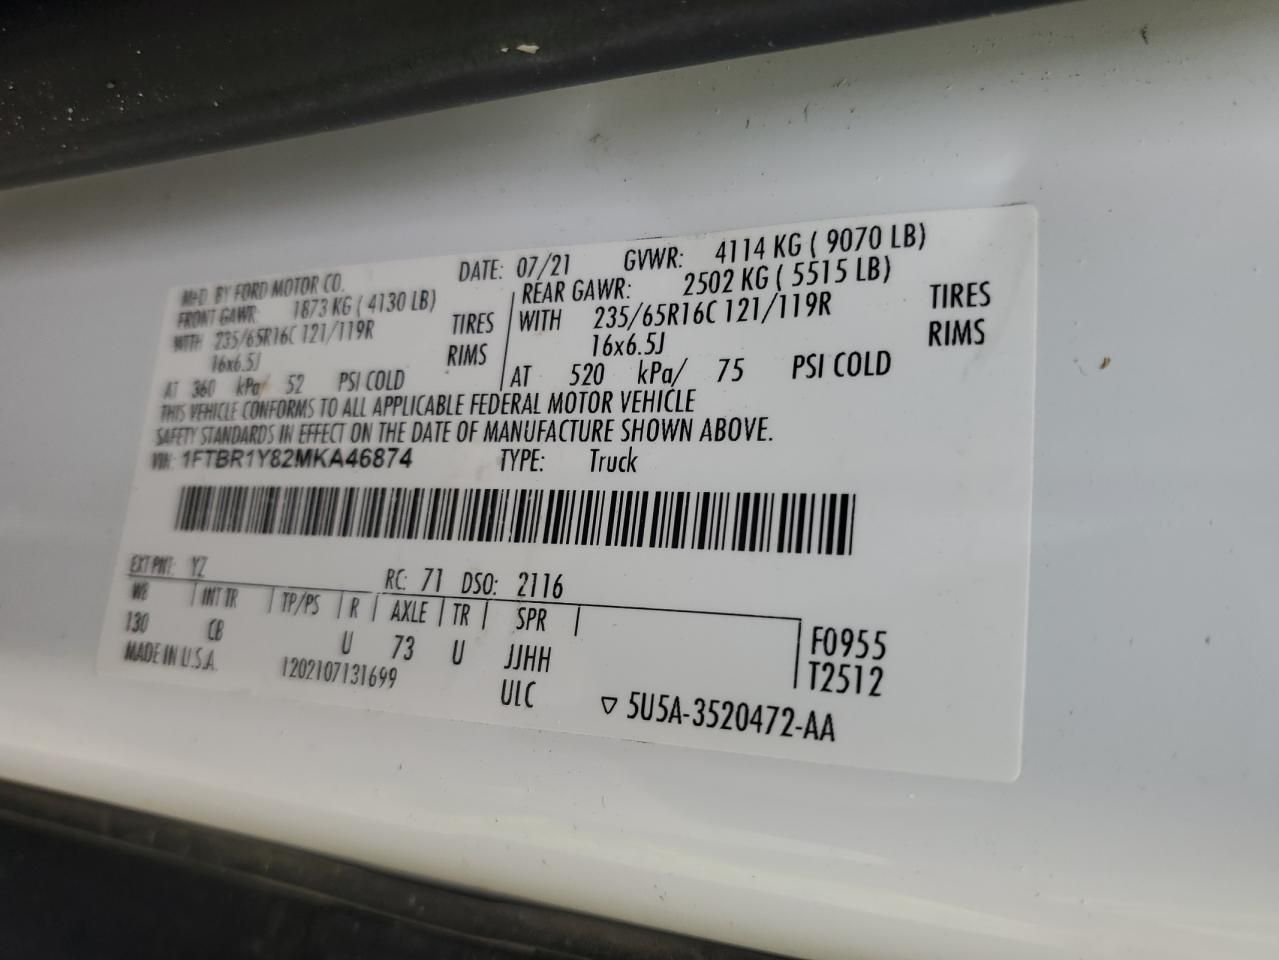 MFD BY FORD MOTOR CO. DATE: 07/21 GVWR: 4114 KG ( 9070 LB)
FRONT GAWR: 1873 KG ( 4130 LB) REAR GAWR: 2502 KG ( 5515 LB)
WITH 235/65R16C 121/119R TIRES WITH 235/65R16C 121/119R TIRES
16x6.5J RIMS 16x6.5J RIMS
AT 360 kPa/ 52 PSI COLD AT 520 kPa/ 75 PSI COLD
THIS VEHICLE CONFORMS TO ALL APPLICABLE FEDERAL MOTOR VEHICLE
SAFETY STANDARDS IN EFFECT ON THE DATE OF MANUFACTURE SHOWN ABOVE.
VIN: 1FTBR1Y82MKA46874 TYPE: Truck
EXT PNT: YZ RC: 71 DSO: 2116
WB INT TR TP/PS R AXLE TR SPR
130 CB U 73 U JJHH F0955
MADE IN U.S.A. 1202107131699 ULC T2512
▽ 5U5A-3520472-AA